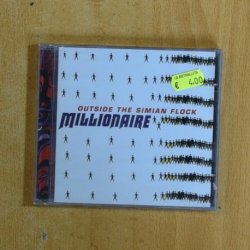 € 4,00
OUTSIDE THE SIMIAN FLOCK
MILLIONAIRE